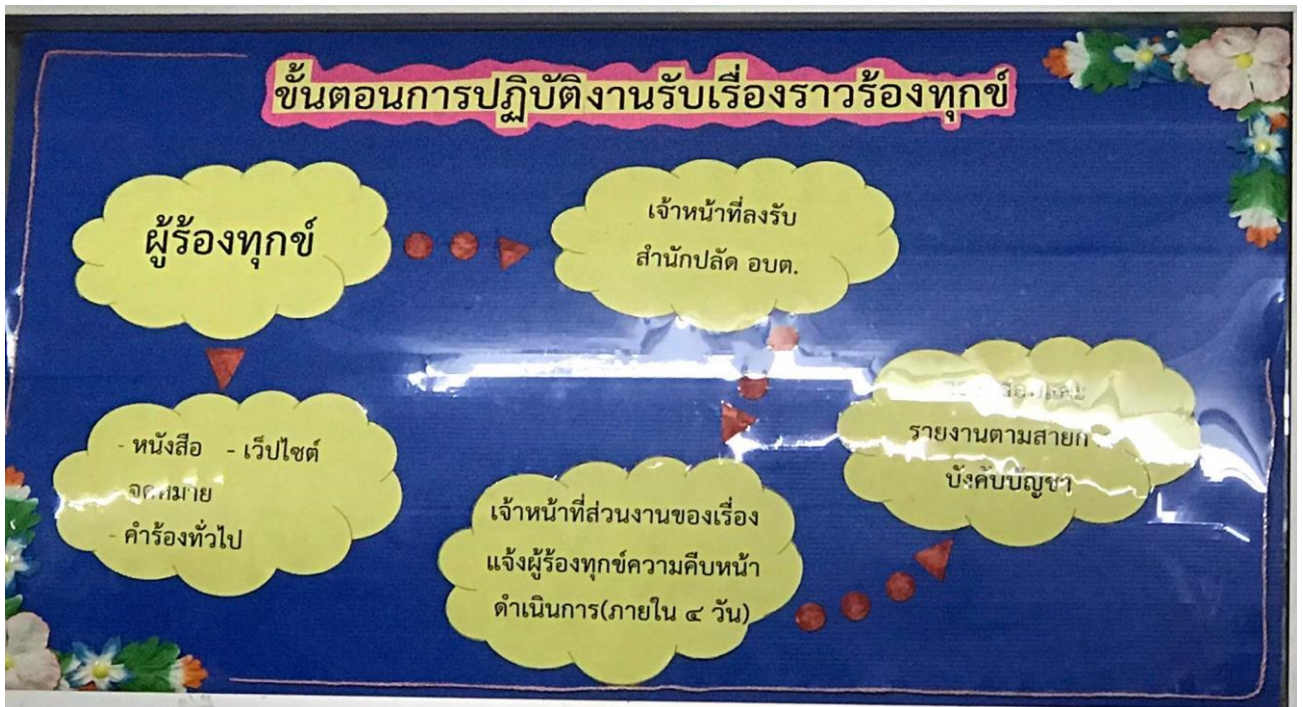 ขั้นตอนการปฏิบัติงานรับเรื่องราวร้องทุกข์
ผู้ร้องทุกข์
เจ้าหน้าที่ลงรับ
สำนักปลัด อบต.
- หนังสือ - เว็ปไซต์
จดหมาย
- คำร้องทั่วไป
เจ้าหน้าที่ส่วนงานของเรื่อง
แจ้งผู้ร้องทุกข์ความคืบหน้า
ดำเนินการ(ภายใน ๔ วัน)
รายงานตามสายก
บังคับบัญชา